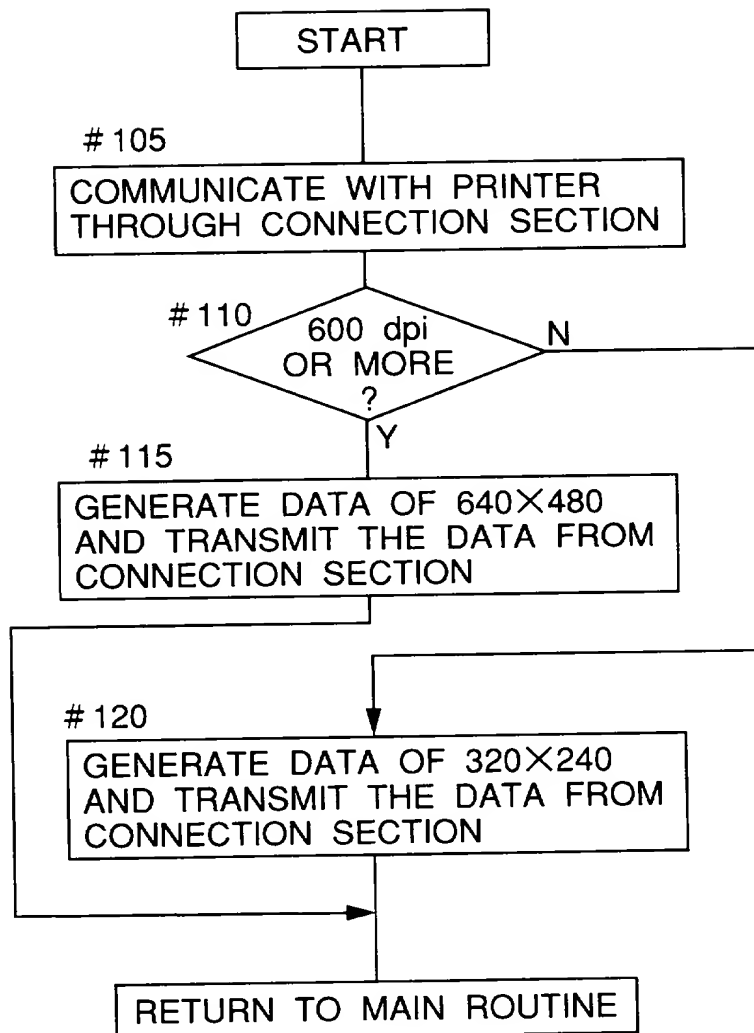 START
# 105
COMMUNICATE WITH PRINTER
THROUGH CONNECTION SECTION
# 110
600 dpi
OR MORE
?
N
Y
# 115
GENERATE DATA OF 640×480
AND TRANSMIT THE DATA FROM
CONNECTION SECTION
# 120
GENERATE DATA OF 320×240
AND TRANSMIT THE DATA FROM
CONNECTION SECTION
RETURN TO MAIN ROUTINE